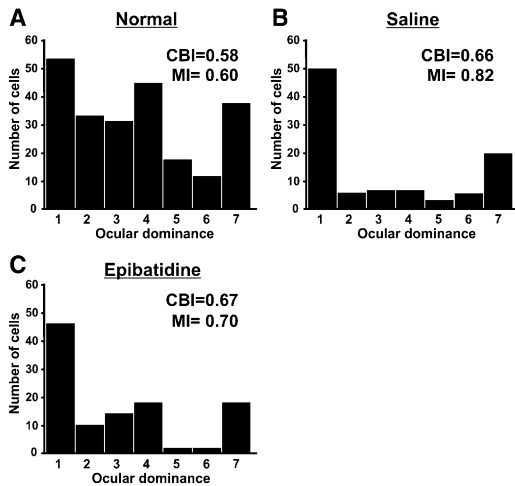 A
Normal
CBI=0.58
MI= 0.60
Number of cells
60
50
40
30
20
10
0
1 2 3 4 5 6 7
Ocular dominance
B
Saline
CBI=0.66
MI= 0.82
Number of cells
60
50
40
30
20
10
0
1 2 3 4 5 6 7
Ocular dominance
C
Epibatidine
CBI=0.67
MI= 0.70
Number of cells
60
50
40
30
20
10
0
1 2 3 4 5 6 7
Ocular dominance